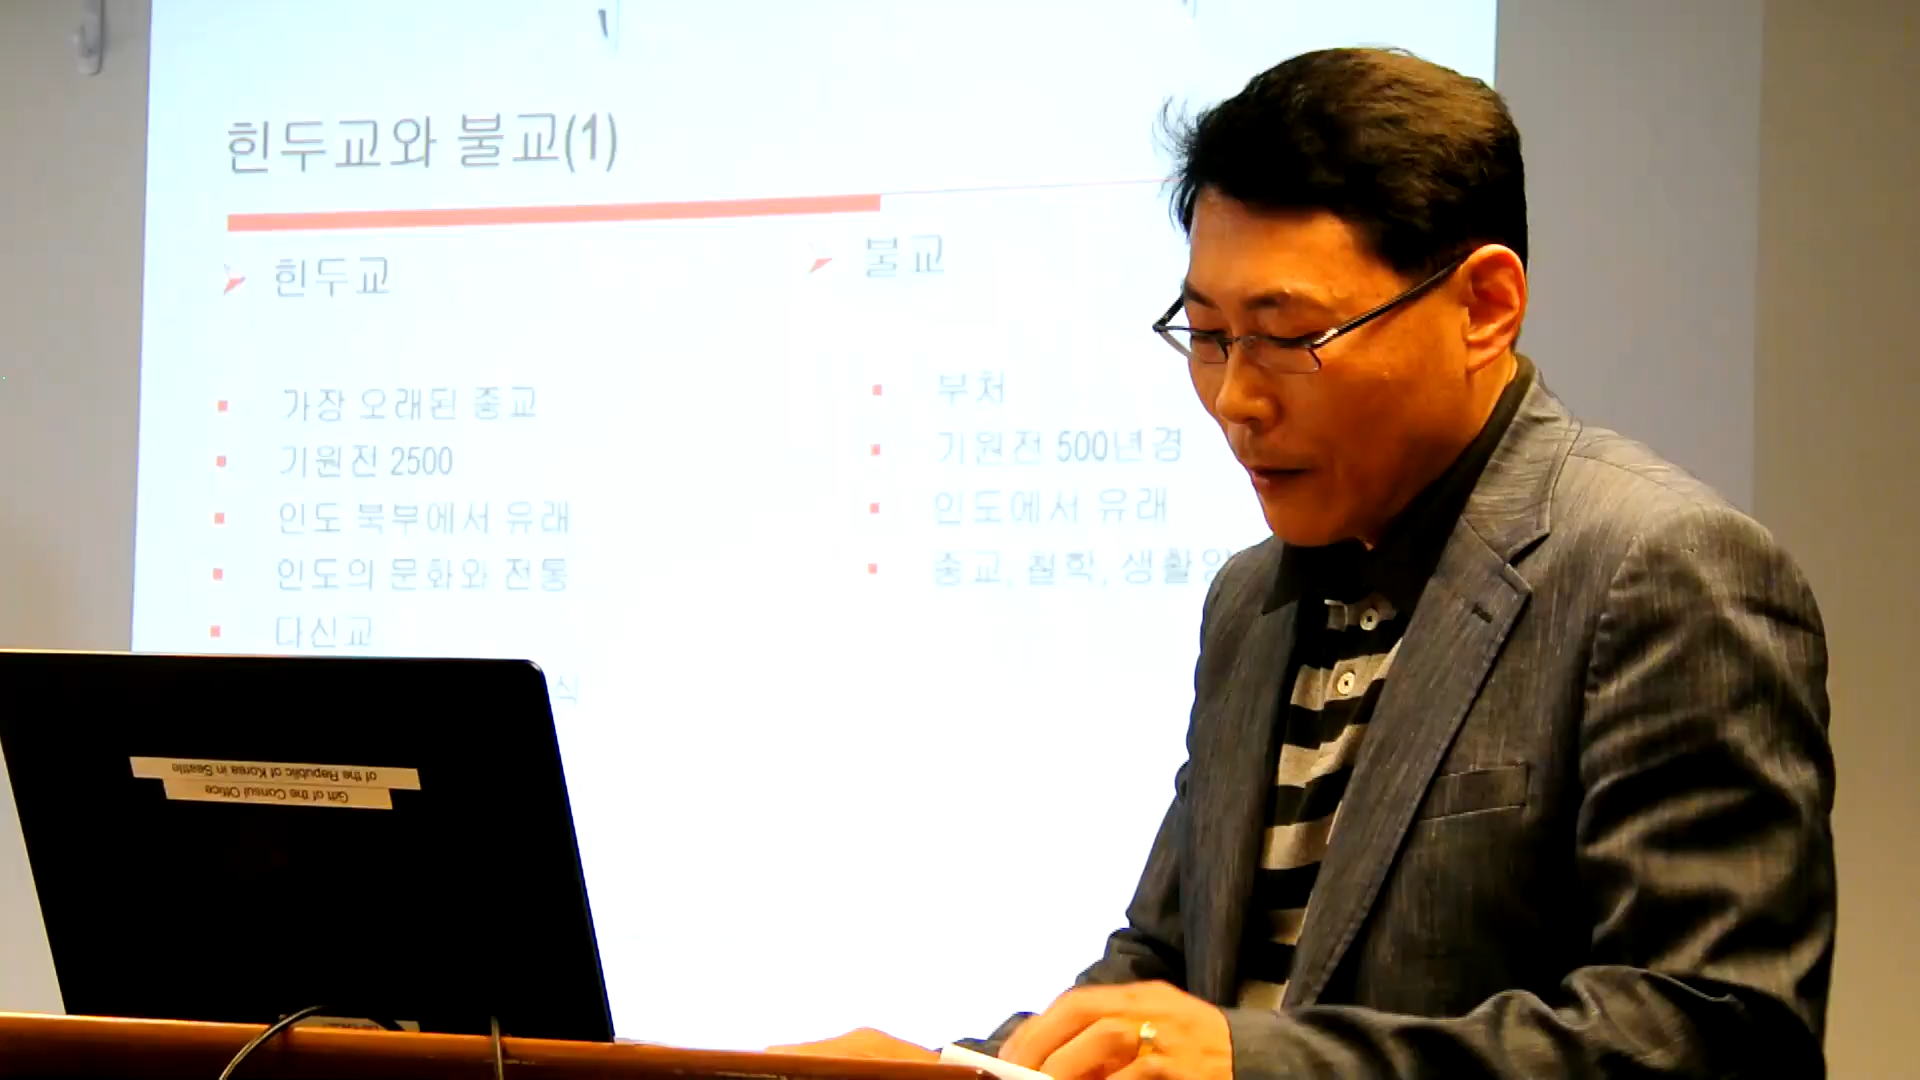 힌두교와 불교(1)
힌두교
가장 오래된 종교
기원전 2500
인도 북부에서 유래
인도의 문화와 전통
다신교
식
불교
부처
기원전 500년경
인도에서 유래
종교, 철학, 생활양
Gift of the Consul Office
of the Republic of Korea in Seattle